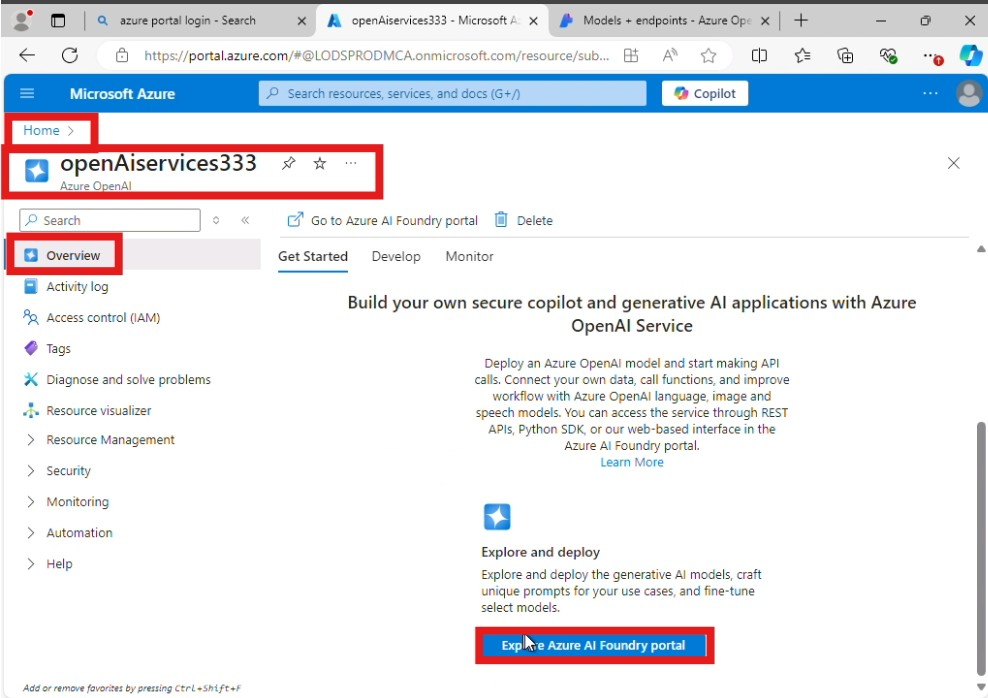 azure portal login - Search
openAiservices333 - Microsoft A
Models + endpoints - Azure Ope
https://portal.azure.com/#@LODSPRODMCA.onmicrosoft.com/resource/sub...
Microsoft Azure
Search resources, services, and docs (G+/)
Copilot
Home
openAiservices333
Azure OpenAI
Search
Go to Azure AI Foundry portal
Delete
Overview
Activity log
Access control (IAM)
Tags
Diagnose and solve problems
Resource visualizer
Resource Management
Security
Monitoring
Automation
Help
Get Started
Develop
Monitor
Build your own secure copilot and generative AI applications with Azure
OpenAI Service
Deploy an Azure OpenAI model and start making API
calls. Connect your own data, call functions, and improve
workflow with Azure OpenAI language, image and
speech models. You can access the service through REST
APIs, Python SDK, or our web-based interface in the
Azure AI Foundry portal.
Learn More
Explore and deploy
Explore and deploy the generative AI models, craft
unique prompts for your use cases, and fine-tune
select models.
Explore Azure AI Foundry portal
Add or remove favorites by pressing Ctrl+Shift+F